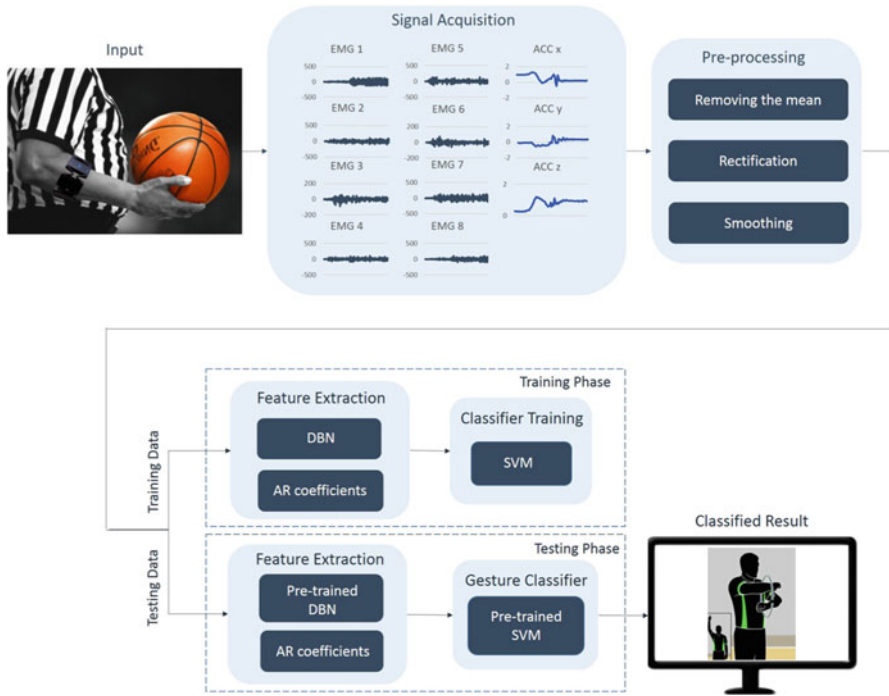 Input
Signal Acquisition
EMG 1
500
0
-500
EMG 5
500
0
-500
ACC x
2
0
-2
EMG 2
500
0
-500
EMG 6
200
0
-200
ACC y
2
0
-2
EMG 3
200
0
-200
EMG 7
500
0
-500
ACC z
2
0
EMG 4
500
0
-500
EMG 8
500
0
-500
Pre-processing
Removing the mean
Rectification
Smoothing
Training Data
Testing Data
Training Phase
Feature Extraction
DBN
AR coefficients
Classifier Training
SVM
Testing Phase
Feature Extraction
Pre-trained
DBN
AR coefficients
Gesture Classifier
Pre-trained
SVM
Classified Result